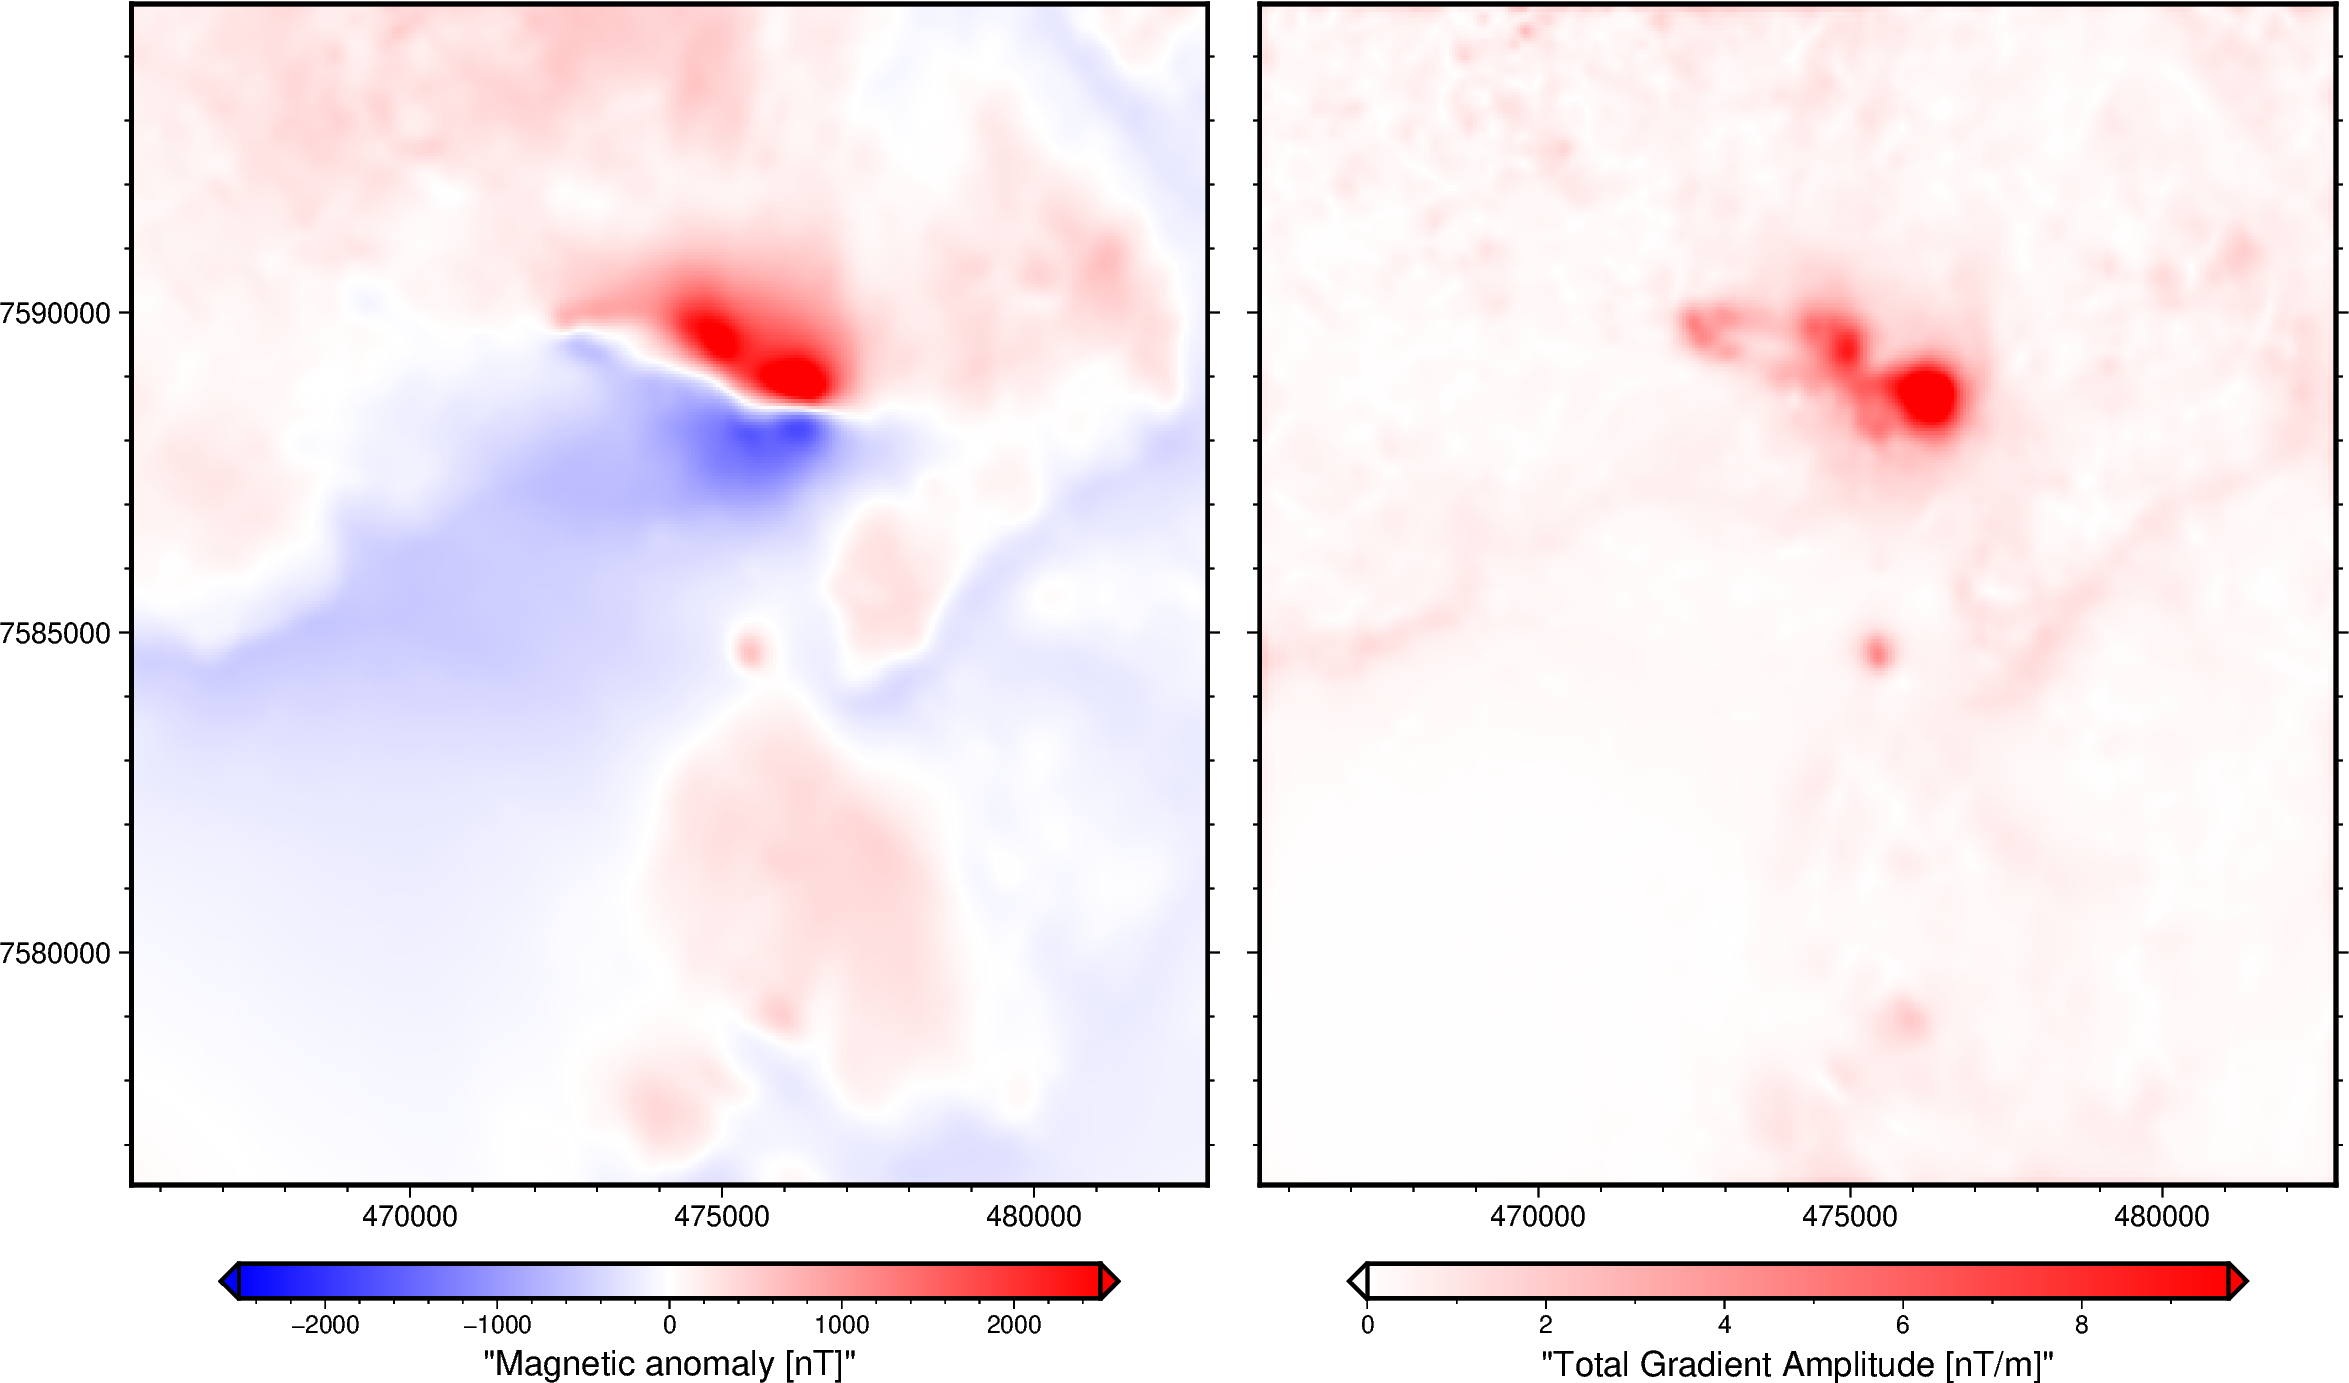 7590000
7585000
7580000
470000 475000 480000
470000 475000 480000
−2000 −1000 0 1000 2000
"Magnetic anomaly [nT]"
0 2 4 6 8
"Total Gradient Amplitude [nT/m]"